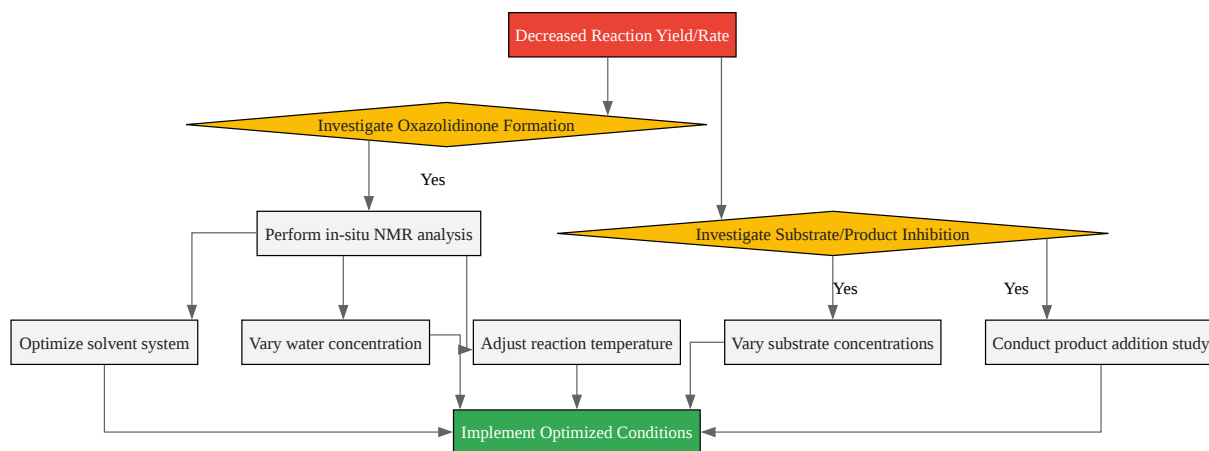 Decreased Reaction Yield/Rate
Investigate Oxazolidinone Formation
Yes
Perform in-situ NMR analysis
Investigate Substrate/Product Inhibition
Yes
Yes
Optimize solvent system
Vary water concentration
Adjust reaction temperature
Vary substrate concentrations
Conduct product addition study
Implement Optimized Conditions